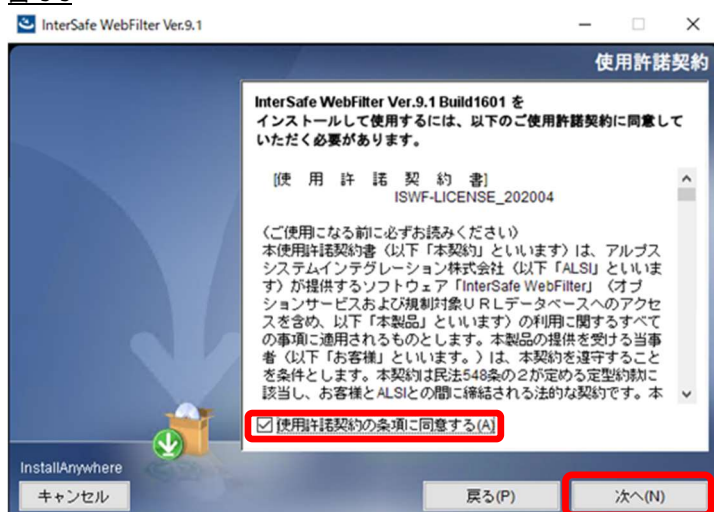 InterSafe WebFilter Ver.9.1
使用許諾契約
InterSafe WebFilter Ver.9.1 Build1601 を
インストールして使用するには、以下のご使用許諾契約に同意して
いただく必要があります。
[使 用 許 諾 契 約 書]
ISWF-LICENSE_202004
（ご使用になる前に必ずお読みください）
本使用許諾契約書（以下「本契約」といいます）は、アルプス
システムインテグレーション株式会社（以下「ALSI」といいま
す）が提供するソフトウェア「InterSafe WebFilter」（オプ
ションサービスおよび規制対象ＵＲＬデータベースへのアクセ
スを含め、以下「本製品」といいます）の利用に関するすべて
の事項に適用されるものとします。本製品の提供を受ける当事
者（以下「お客様」といいます。）は、本契約を遵守すること
を条件とします。本契約は民法548条の２が定める定型約款に
該当し、お客様とALSIとの間に締結される法的な契約です。本
使用許諾契約の条項に同意する(A)
InstallAnywhere
キャンセル
戻る(P)
次へ(N)